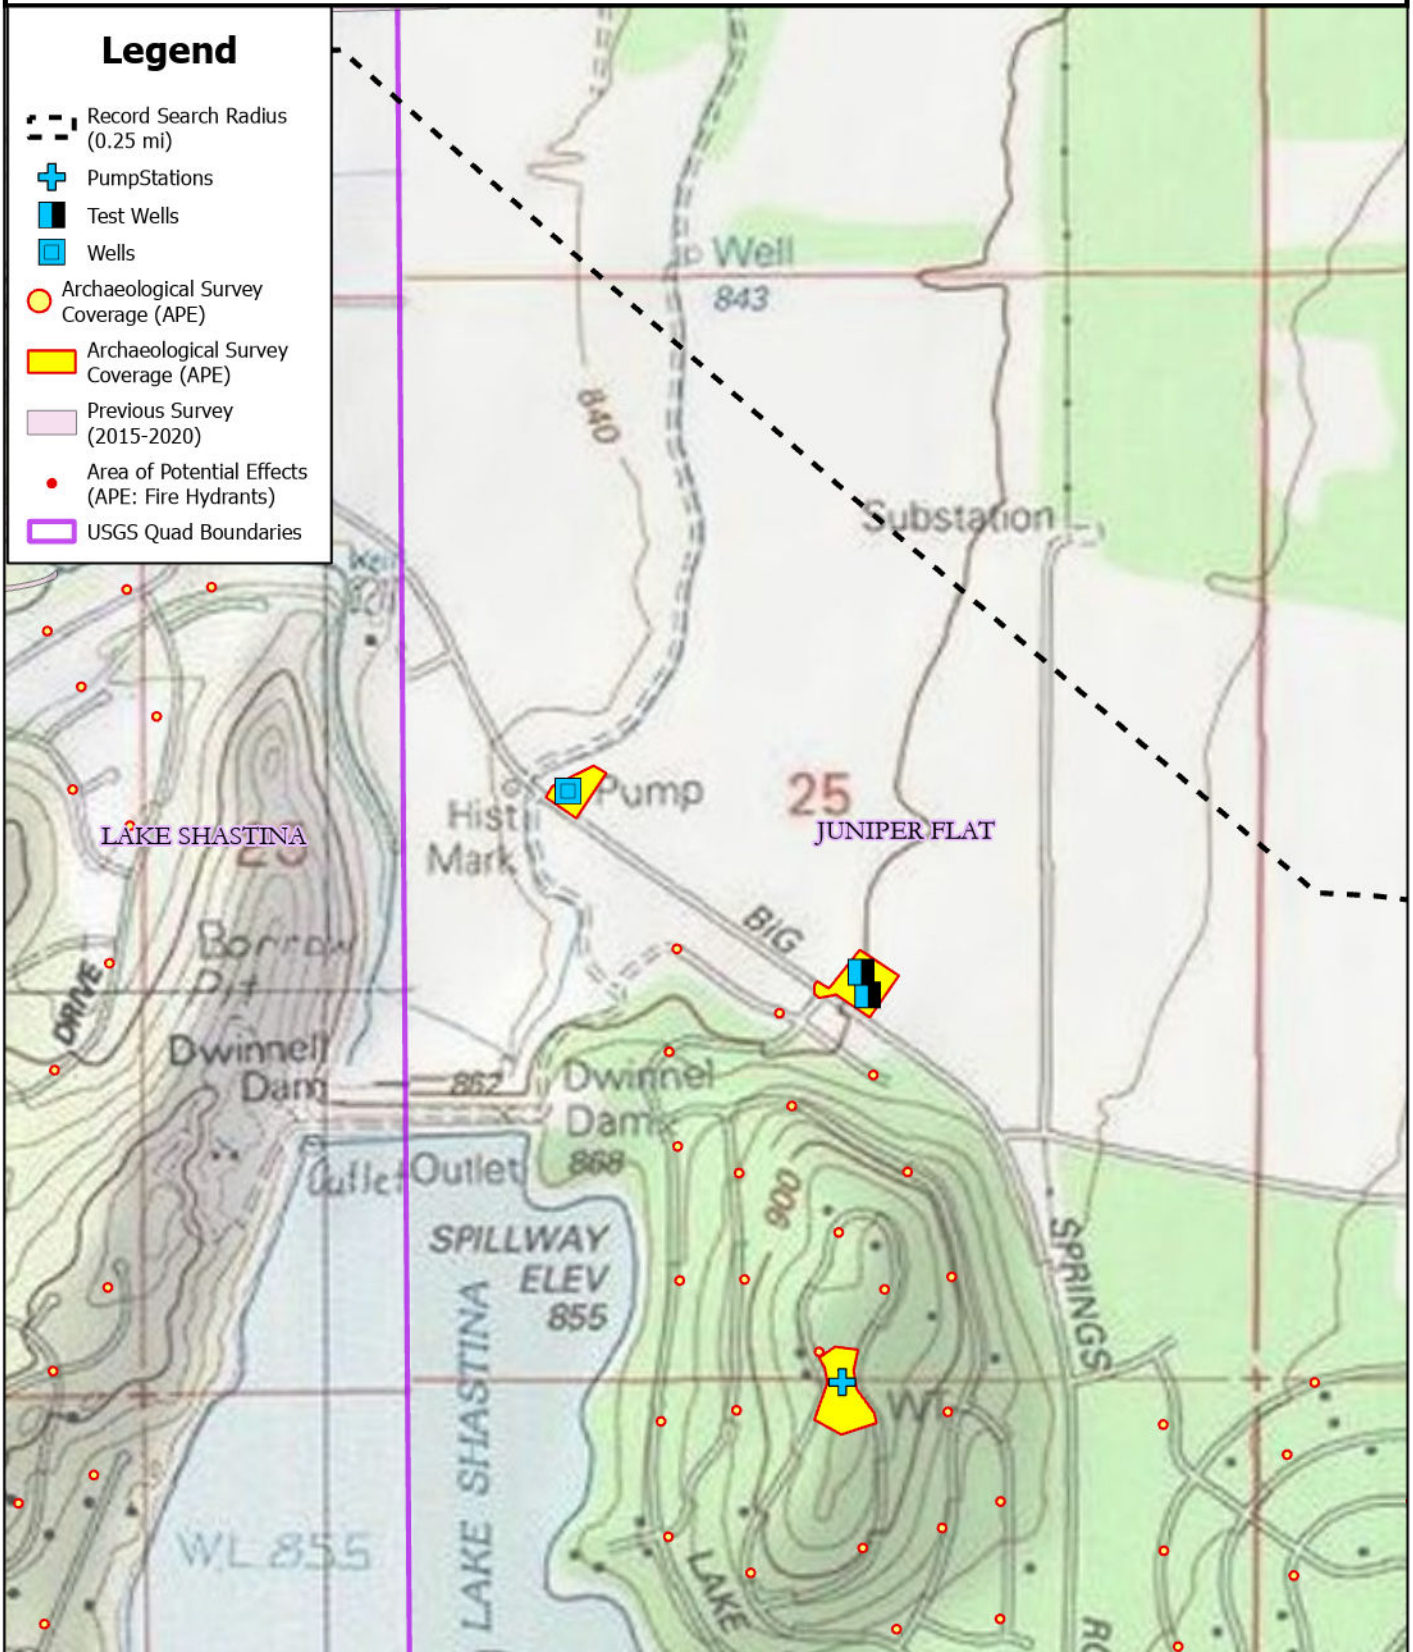 Legend
Record Search Radius
(0.25 mi)
PumpStations
Test Wells
Wells
Archaeological Survey
Coverage (APE)
Archaeological Survey
Coverage (APE)
Previous Survey
(2015-2020)
Area of Potential Effects
(APE: Fire Hydrants)
USGS Quad Boundaries
Well
843
840
Substation
Well
Pump
25
Hist
Mark
LAKE SHASTINA
JUNIPER FLAT
BIG
Borrow
Pit
DRIVE
Dwinnell
Dam
862
Dwinnel
Dam
868
Outlet
Outlet
900
SPILLWAY
ELEV
855
SPRINGS
LAKE SHASTINA
WL 855
LAKE